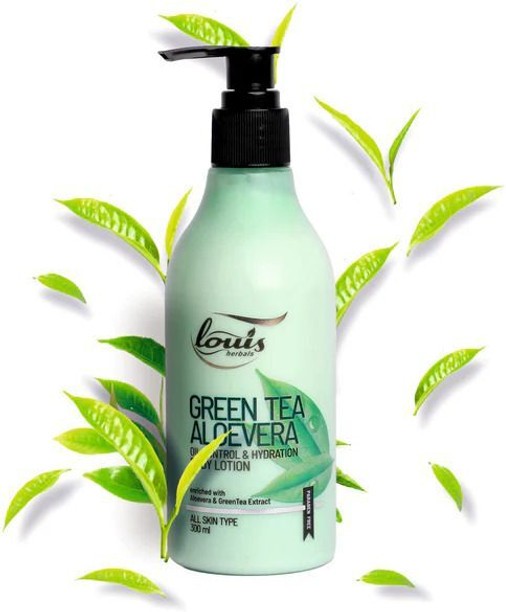 louis
herbals
GREEN TEA
ALOEVERA
& HYDRATION
LOTION
enriched with
Aloevera & GreenTea Extract
ALL SKIN TYPE
300 ml
PARABEN FREE